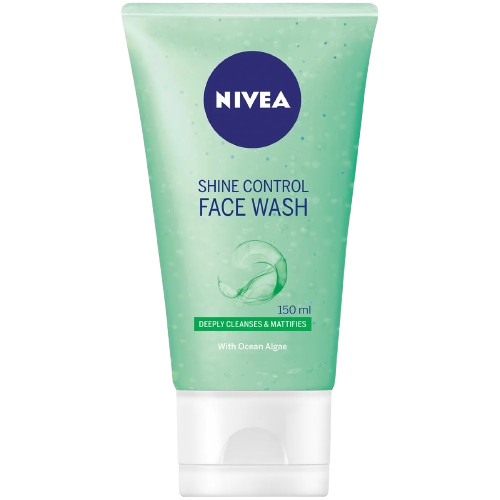 NIVEA
SHINE CONTROL
FACE WASH
150 ml
DEEPLY CLEANSES & MATTIFIES
With Ocean Algae